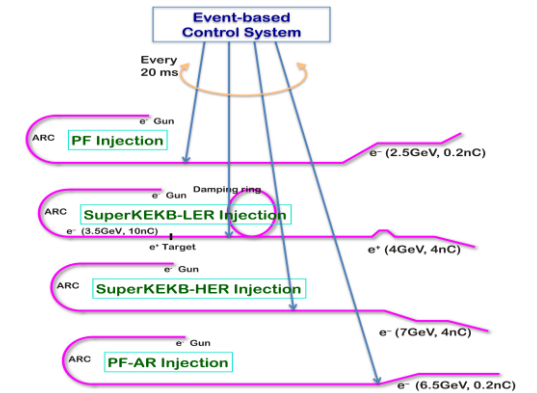 Event-based
Control System
Every
20 ms
e⁻ Gun
ARC
PF Injection
e⁻ (2.5GeV, 0.2nC)
e⁻ Gun
Damping ring
ARC
SuperKEKB-LER Injection
e⁻ (3.5GeV, 10nC)
e⁺ Target
e⁺ (4GeV, 4nC)
e⁻ Gun
ARC
SuperKEKB-HER Injection
e⁻ (7GeV, 4nC)
e⁻ Gun
ARC
PF-AR Injection
e⁻ (6.5GeV, 0.2nC)